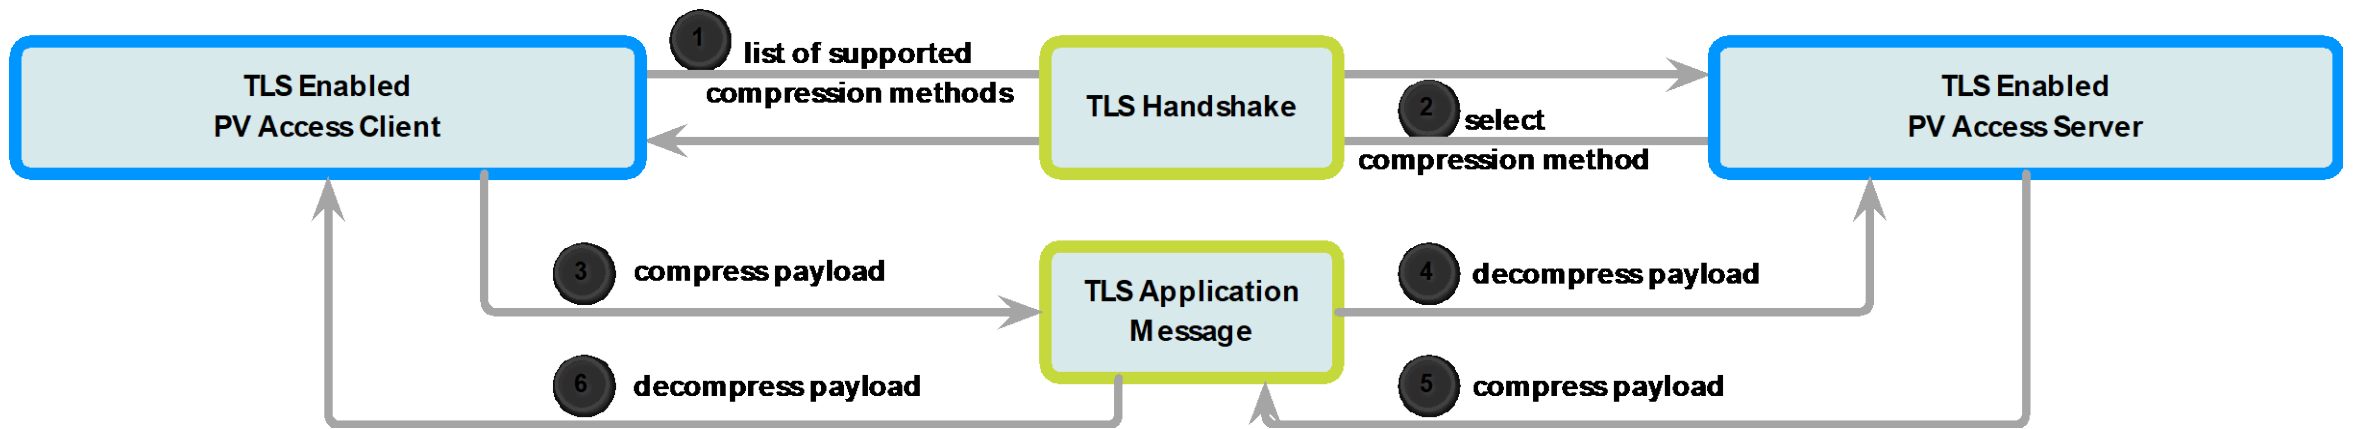 1
list of supported
compression methods
TLS Enabled
PV Access Client
TLS Handshake
2
select
compression method
TLS Enabled
PV Access Server
3
compress payload
TLS Application
Message
4
decompress payload
6
decompress payload
5
compress payload